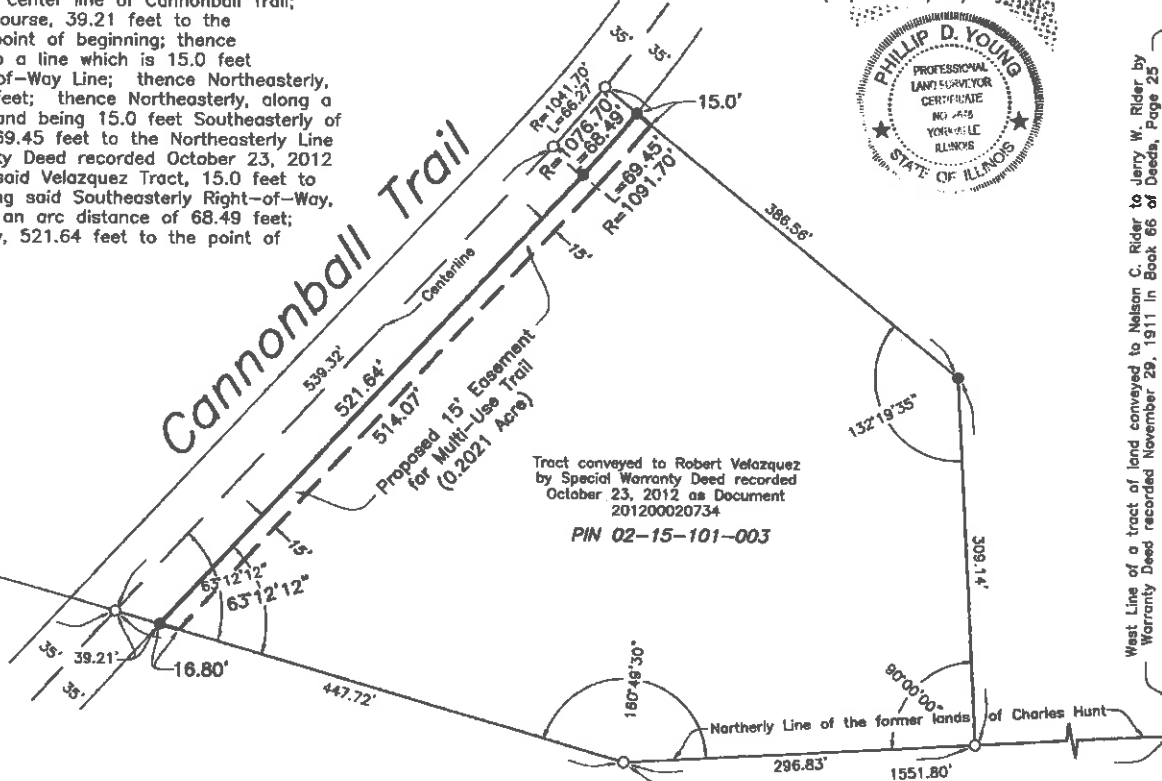 center line of Cannonball Trail;
ourse, 39.21 feet to the
point of beginning; thence
a line which is 15.0 feet
of-Way Line; thence Northeasterly,
feet; thence Northeasterly, along a
and being 15.0 feet Southeasterly of
69.45 feet to the Northeasterly Line
ty Deed recorded October 23, 2012
said Velazquez Tract, 15.0 feet to
ng said Southeasterly Right-of-Way,
an arc distance of 68.49 feet;
y, 521.64 feet to the point of
Cannonball Trail
35'
35'
R=1041.70'
L=66.27'
R=1076.70'
L=68.49'
15.0'
L=69.45'
R=1091.70'
15'
Centerline
539.32'
521.64'
514.07'
Proposed 15' Easement
for Multi-Use Trail
(0.2021 Acre)
15'
63°12'12"
63°12'12"
35'
39.21'
35'
16.80'
447.72'
386.56'
132°19'35"
Tract conveyed to Robert Velazquez
by Special Warranty Deed recorded
October 23, 2012 as Document
201200020734
PIN 02-15-101-003
309.14'
160°49'30"
90°00'00"
Northerly Line of the former lands of Charles Hunt
296.83'
1551.80'
PHILLIP D. YOUNG
PROFESSIONAL
LAND SURVEYOR
CERTIFICATE
YORKVILLE
ILLINOIS
STATE OF ILLINOIS
West Line of a tract of land conveyed to Nelson C. Rider to Jerry W. Rider by
Warranty Deed recorded November 29, 1911 in Book 66 of Deeds, Page 25